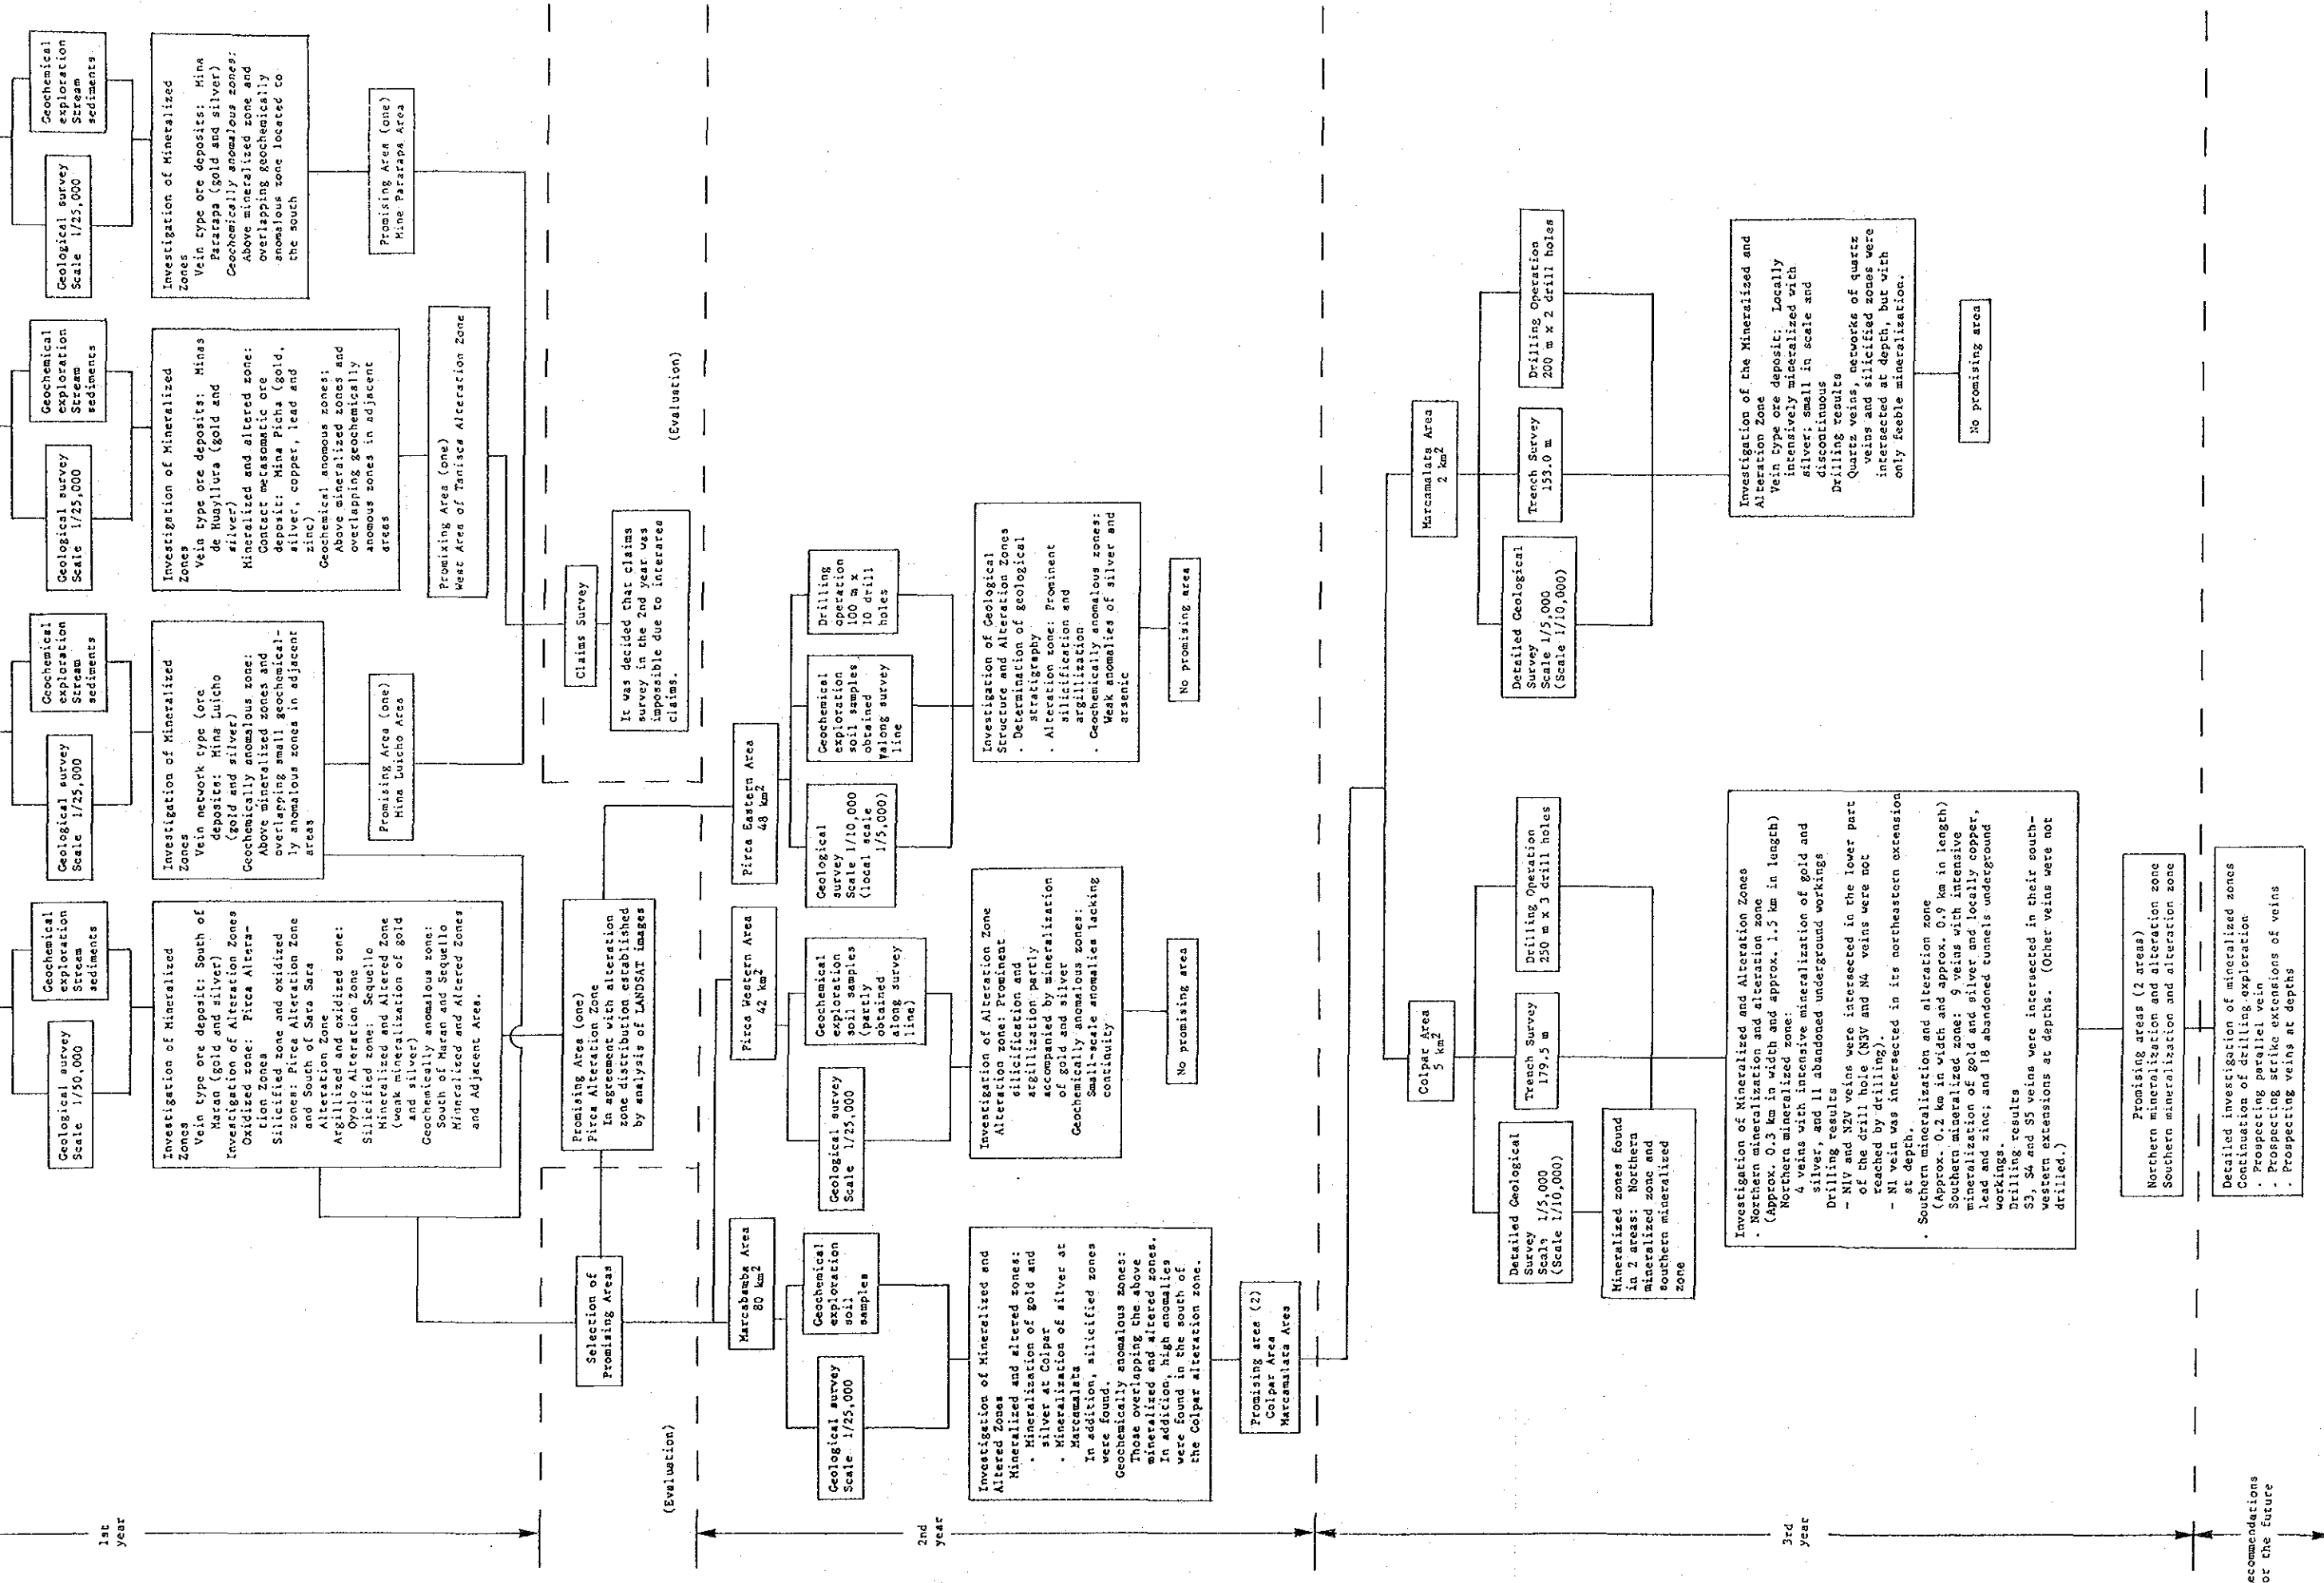 1st
year
Geological survey
Scale 1/50,000
Geochemical
exploration
Stream
sediments
Investigation of Mineralized
Zones
Vein type ore deposit: South of
Maran (gold and silver)
Investigation of Alteration Zones
Oxidized zone: Pirca Altera-
tion Zones
Silicified zone and oxidized
zones: Pirca Alteration Zone
and South of Sara Sara
Alteration Zone
Argillized and oxidized zone:
Oyolo Alteration Zone
Silicified zone: Sequello
Mineralized and Altered Zone
(weak mineralization of gold
and silver)
Geochemically anomalous zone:
South of Maran and Sequello
Mineralized and Altered Zones
and Adjacent Area.
Geological survey
Scale 1/25,000
Geochemical
exploration
Stream
sediments
Investigation of Mineralized
Zones
Vein network type (ore
deposits: Mina Luicho
(gold and silver)
Geochemically anomalous zone:
Above mineralized zones and
overlapping small geochemical-
ly anomalous zones in adjacent
areas
Promising Area (one)
Mina Luicho Area
Geological survey
Scale 1/25,000
Geochemical
exploration
Stream
sediments
Investigation of Mineralized
Zones
Vein type ore deposits: Minas
de Huayllura (gold and
silver)
Mineralized and altered zone:
Contact metasomatic ore
deposit: Mina Picha (gold,
silver, copper, lead and
zinc)
Geochemical anomous zones:
Above mineralized zones and
overlapping geochemically
anomous zones in adjacent
areas
Promixing Area (one)
West Area of Tanisca Alteration Zone
Geological survey
Scale 1/25,000
Geochemical
exploration
Stream
sediments
Investigation of Mineralized
Zones
Vein type ore deposits: Mina
Pararapa (gold and silver)
Geochemically anomalous zones:
Above mineralized zone and
overlapping geochemically
anomalous zone located to
the south
Promising Area (one)
Mine Pararapa Area
(Evaluation)
Selection of
Promising Areas
Promising Area (one)
Pirca Alteration Zone
In agreement with alteration
zone distribution established
by analysis of LANDSAT images
Claims Survey
It was decided that claims
survey in the 2nd year was
impossible due to interarea
claims.
(Evaluation)
2nd
year
Marcabamba Area
80 km²
Geological survey
Scale 1/25,000
Geochemical
exploration
soil
samples
Investigation of Mineralized and
Altered Zones
Mineralized and altered zones:
. Mineralization of gold and
silver at Colpar
. Mineralization of silver at
Marcamalata
In addition, silicified zones
were found.
Geochemically anomalous zones:
Those overlapping the above
mineralized and altered zones.
In addition, high anomalies
were found in the south of
the Colpar alteration zone.
Promising area (2)
Colpar Area
Marcamalata Areas
Pirca Western Area
42 km²
Geological survey
Scale 1/25,000
Geochemical
exploration
soil samples
(partly
obtained
along survey
line)
Investigation of Alteration Zone
Alteration zone: Prominent
silicification and
argillization partly
accompanied by mineralization
of gold and silver
Geochemically anomalous zones:
Small-scale anomalies lacking
continuity
No promising area
Pirca Eastern Area
48 km²
Geological
survey
Scale 1/10,000
(local scale
1/5,000)
Geochemical
exploration
soil samples
obtained
along survey
line
Drilling
operation
100 m x
10 drill
holes
Investigation of Geological
Structure and Alteration Zones
. Determination of geological
stratigraphy
. Alteration zone: Prominent
silicification and
argillization
. Geochemically anomalous zones:
Weak anomalies of silver and
arsenic
No promising area
3rd
year
Colpar Area
5 km²
Detailed Geological
Survey
Scale 1/5,000
(Scale 1/10,000)
Trench Survey
179.5 m
Drilling Operation
250 m x 3 drill holes
Mineralized zones found
in 2 areas: Northern
mineralized zone and
southern mineralized
zone
Investigation of Mineralized and Alteration Zones
. Northern mineralization and alteration zone
(Approx. 0.3 km in width and approx. 1.5 km in length)
Northern mineralized zone:
4 veins with intensive mineralization of gold and
silver, and 11 abandoned underground workings
Drilling results
- N1V and N2V veins were intersected in the lower part
of the drill hole (N3V and N4 veins were not
reached by drilling).
- N1 vein was intersected in its northeastern extension
at depth.
. Southern mineralization and alteration zone
(Approx. 0.2 km in width and approx. 0.9 km in length)
Southern mineralized zone: 9 veins with intensive
mineralization of gold and silver and locally copper,
lead and zinc; and 18 abandoned tunnels underground
workings.
Drilling results
S3, S4 and S5 veins were intersected in their south-
western extensions at depths. (Other veins were not
drilled.)
Promising areas (2 areas)
Northern mineralization and alteration zone
Southern mineralization and alteration zone
Marcamalata Area
2 km²
Detailed Geological
Survey
Scale 1/5,000
(Scale 1/10,000)
Trench Survey
153.0 m
Drilling Operation
200 m x 2 drill holes
Investigation of the Mineralized and
Alteration Zone
Vein type ore deposit: Locally
intensively mineralized with
silver; small in scale and
discontinuous
Drilling results
Quartz veins, networks of quartz
veins and silicified zones were
intersected at depth, but with
only feeble mineralization.
No promising area
ecommendations
or the future
Detailed investigation of mineralized zones
Continuation of drilling exploration
. Prospecting parallel vein
. Prospecting strike extensions of veins
. Prospecting veins at depths